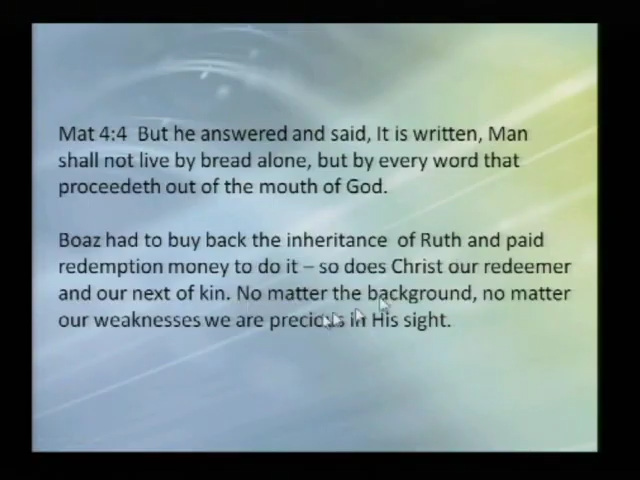 Mat 4:4  But he answered and said, It is written, Man
shall not live by bread alone, but by every word that
proceedeth out of the mouth of God.
Boaz had to buy back the inheritance  of Ruth and paid
redemption money to do it – so does Christ our redeemer
and our next of kin. No matter the background, no matter
our weaknesses we are precious in His sight.